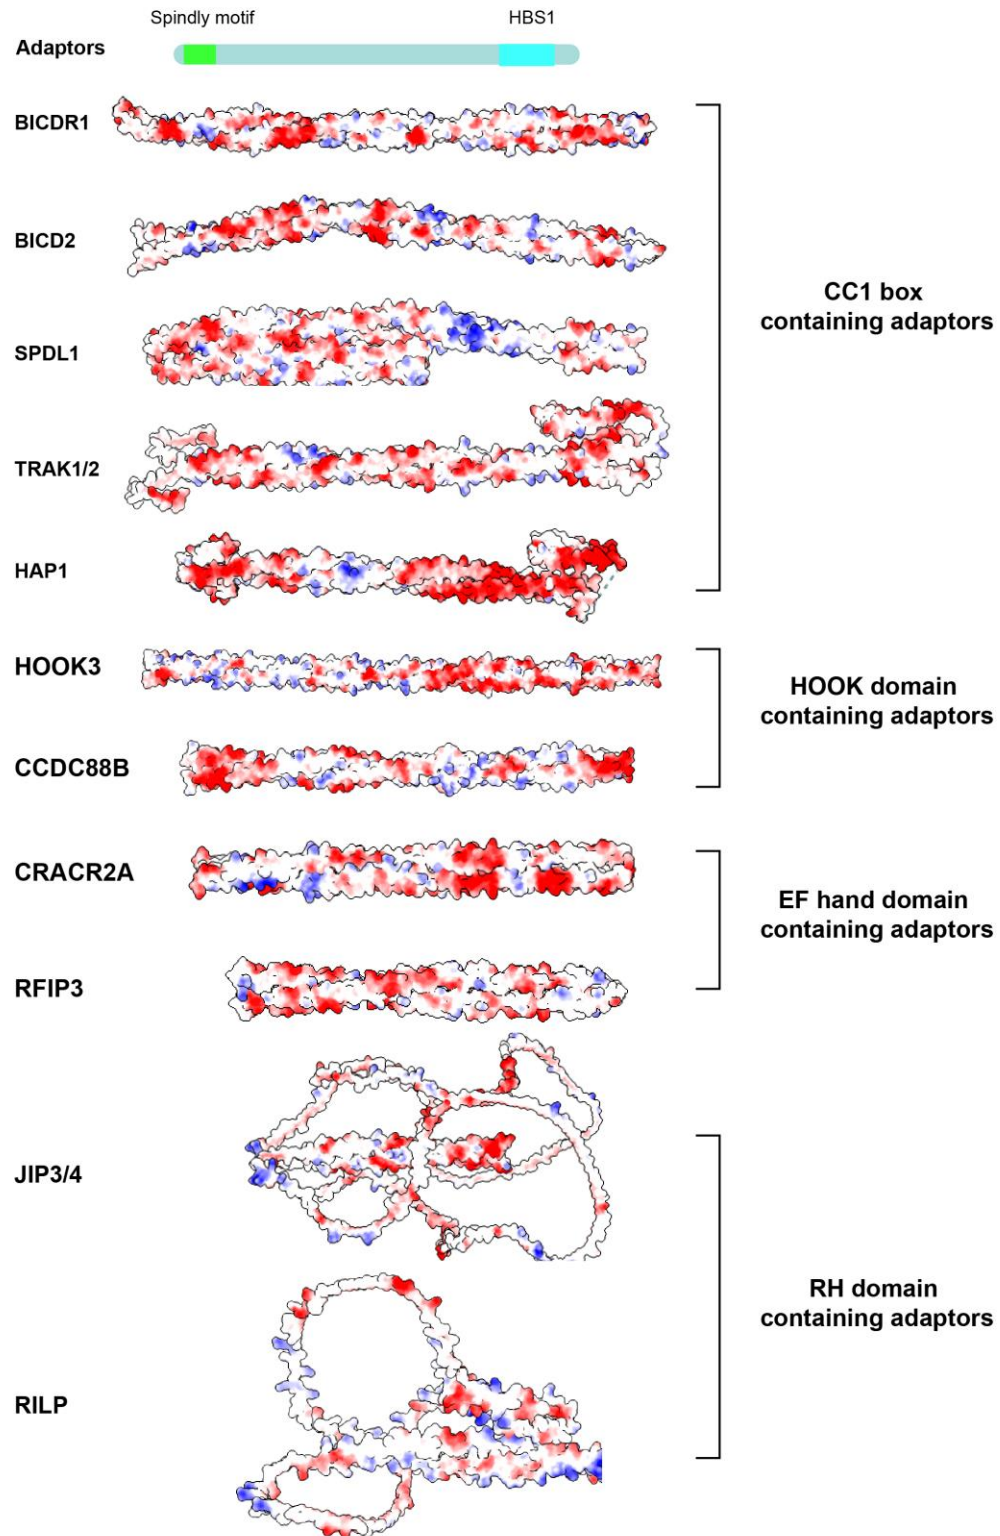 Spindly motif
HBS1
Adaptors
BICDR1
BICD2
CC1 box
containing adaptors
SPDL1
TRAK1/2
HAP1
HOOK3
HOOK domain
containing adaptors
CCDC88B
CRACR2A
EF hand domain
containing adaptors
RFIP3
JIP3/4
RH domain
containing adaptors
RILP